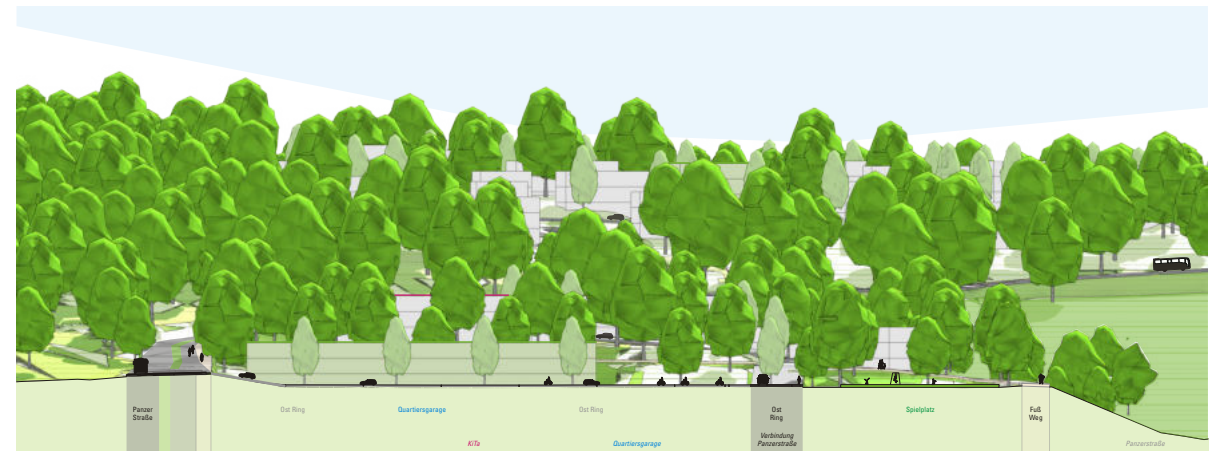 Panzer
Straße
Ost Ring
Quartiersgarage
Ost Ring
Ost
Ring
Spielplatz
Fuß
Weg
KiTa
Quartiersgarage
Verbindung
Panzerstraße
Panzerstraße